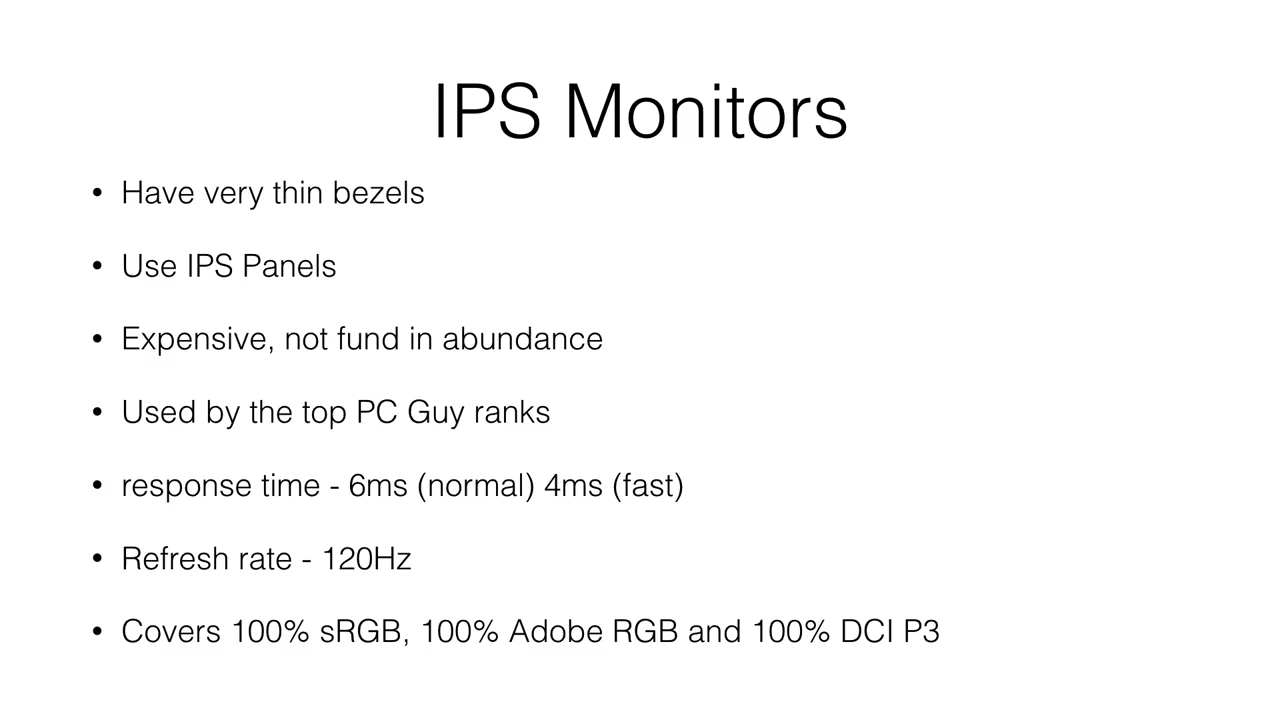 IPS Monitors
• Have very thin bezels
• Use IPS Panels
• Expensive, not fund in abundance
• Used by the top PC Guy ranks
• response time - 6ms (normal) 4ms (fast)
• Refresh rate - 120Hz
• Covers 100% sRGB, 100% Adobe RGB and 100% DCI P3